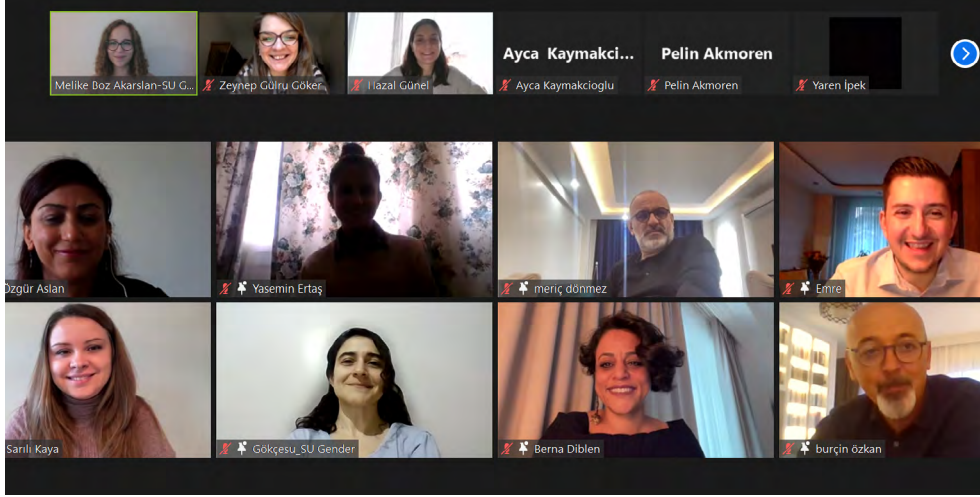 Ayca Kaymakci...
Pelin Akmoren
Melike Boz Akarslan-SU G...
Zeynep Gülru Göker
Hazal Günel
Ayca Kaymakcioglu
Pelin Akmoren
Yaren İpek
Özgür Aslan
Yasemin Ertaş
meriç dönmez
Emre
Sarılı Kaya
Gökçesu_SU Gender
Berna Diblen
burçin özkan